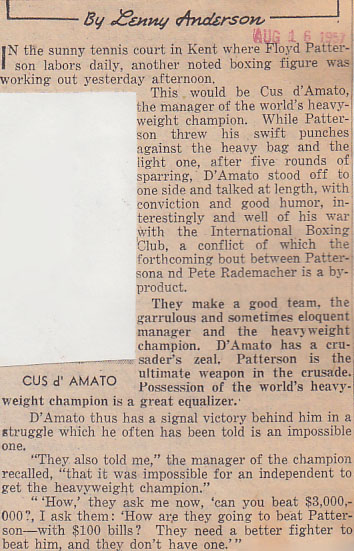 By Lenny Anderson
AUG 16 1957
IN the sunny tennis court in Kent where Floyd Patter-
son labors daily, another noted boxing figure was
working out yesterday afternoon.
This would be Cus d'Amato,
the manager of the world's heavy-
weight champion. While Patter-
son threw his swift punches
against the heavy bag and the
light one, after five rounds of
sparring, D'Amato stood off to
one side and talked at length, with
conviction and good humor, in-
terestingly and well of his war
with the International Boxing
Club, a conflict of which the
forthcoming bout between Patter-
sona nd Pete Rademacher is a by-
product.
They make a good team, the
garrulous and sometimes eloquent
manager and the heavyweight
champion. D'Amato has a cru-
sader's zeal. Patterson is the
ultimate weapon in the crusade.
Possession of the world's heavy-
CUS d' AMATO
weight champion is a great equalizer.
D'Amato thus has a signal victory behind him in a
struggle which he often has been told is an impossible
one.
"They also told me," the manager of the champion
recalled, "that it was impossible for an independent to
get the heavyweight champion."
" 'How,' they ask me now, 'can you beat $3,000,-
000?, I ask them: 'How are they going to beat Patter-
son—with $100 bills? They need a better fighter to
beat him, and they don't have one.' "